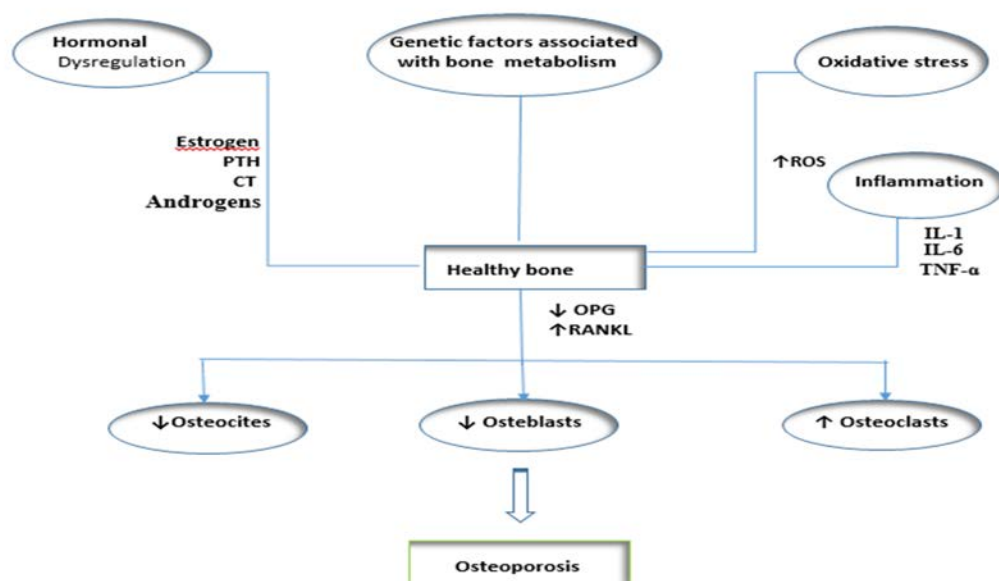 Hormonal
Dysregulation
Genetic factors associated
with bone metabolism
Oxidative stress
Estrogen
PTH
CT
Androgens
↑ROS
Inflammation
IL-1
IL-6
TNF-α
Healthy bone
↓ OPG
↑RANKL
↓Osteocites
↓ Osteblasts
↑ Osteoclasts
Osteoporosis